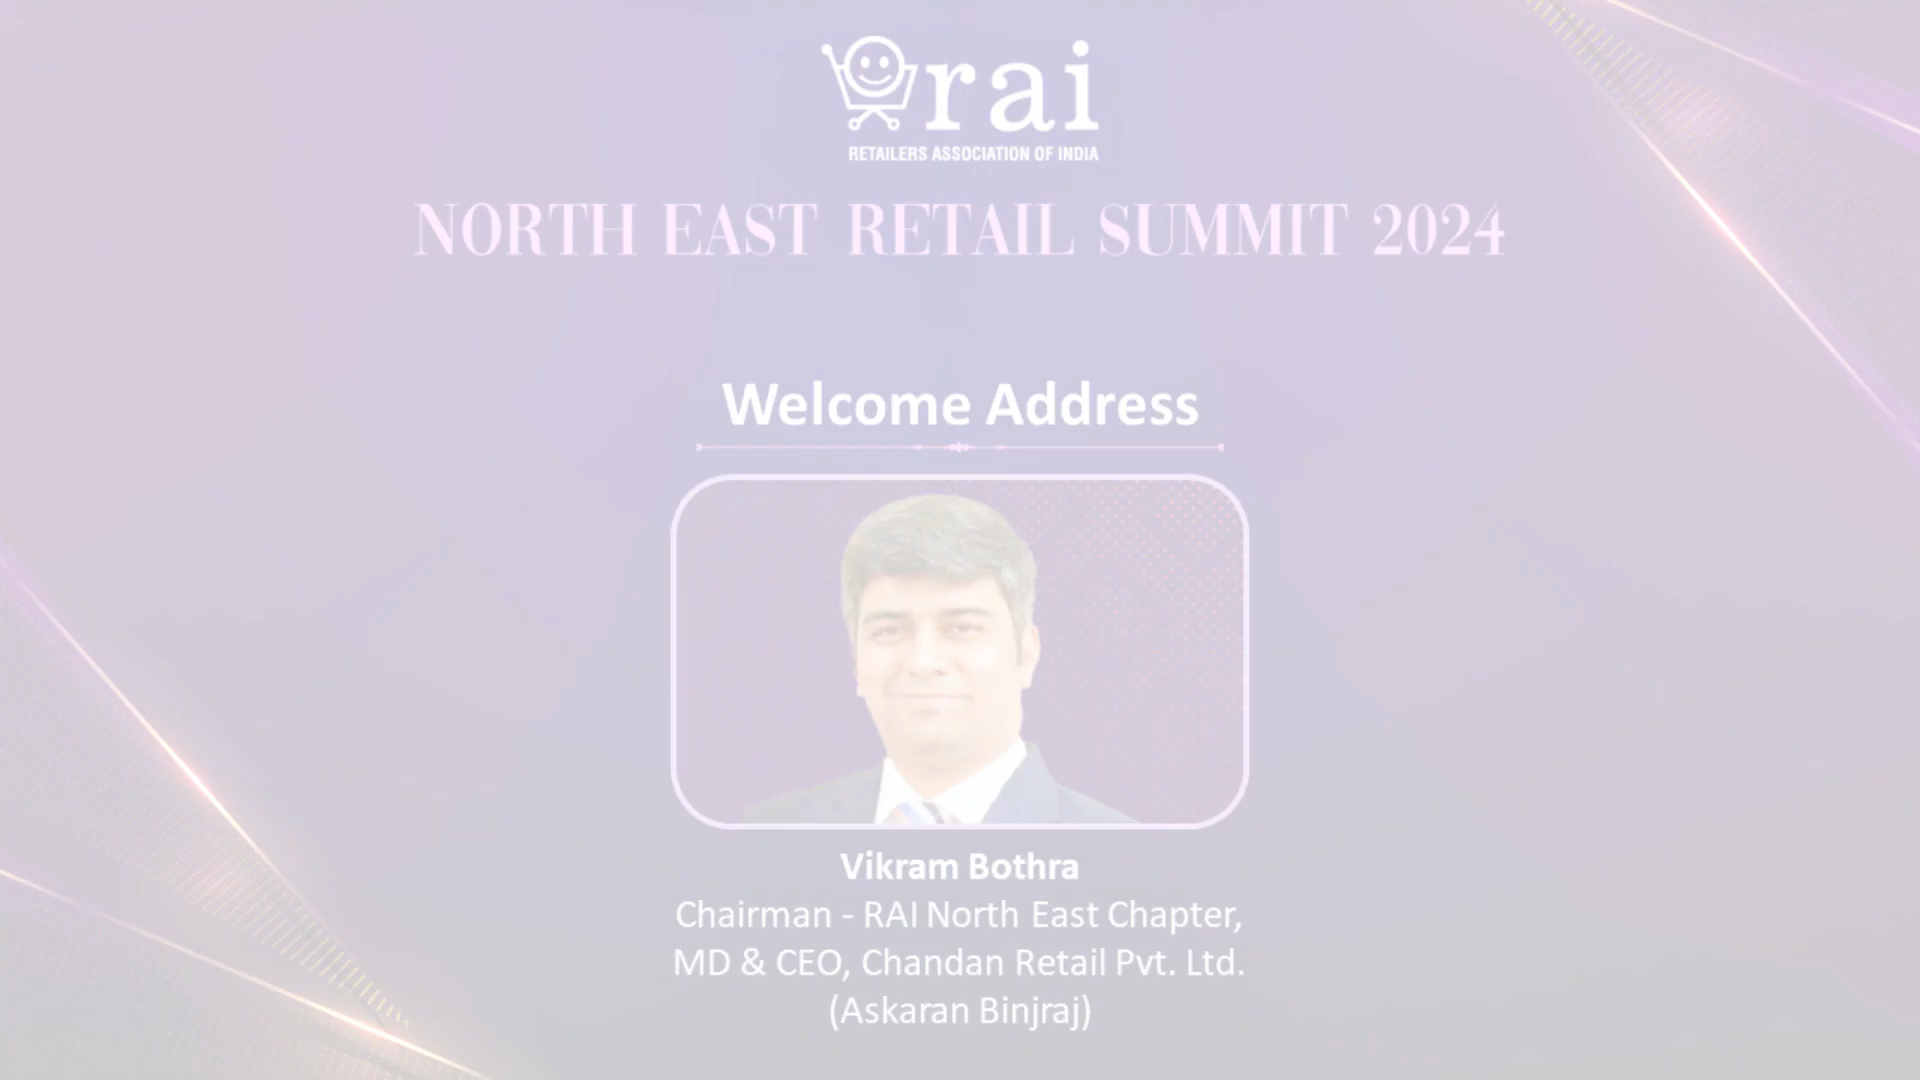 rai
RETAILERS ASSOCIATION OF INDIA
NORTH EAST RETAIL SUMMIT 2024
Welcome Address
Vikram Bothra
Chairman - RAI North East Chapter,
MD & CEO, Chandan Retail Pvt. Ltd.
(Askaran Binjraj)